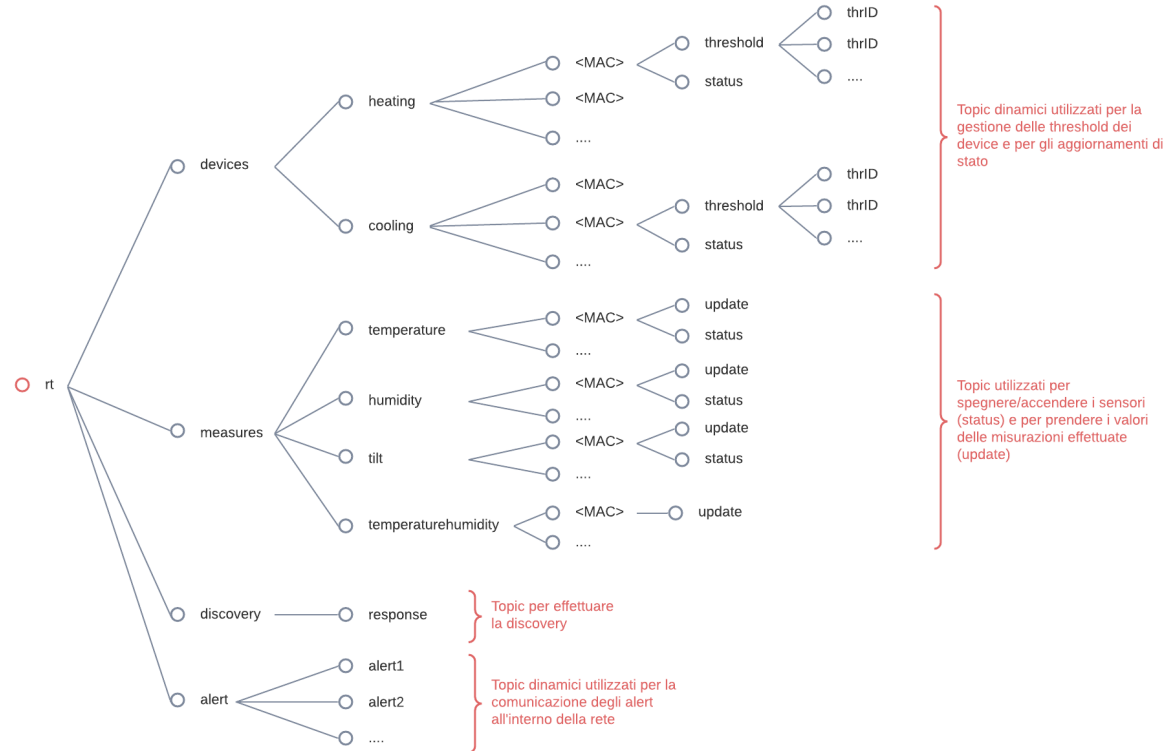 thrID
threshold
thrID
<MAC>
status
....
heating
<MAC>
....
Topic dinamici utilizzati per la
gestione delle threshold dei
device e per gli aggiornamenti di
stato
devices
<MAC>
thrID
threshold
thrID
cooling
<MAC>
status
....
....
update
temperature
<MAC>
status
....
update
humidity
<MAC>
status
....
update
tilt
<MAC>
status
....
rt
measures
Topic utilizzati per
spegnere/accendere i sensori
(status) e per prendere i valori
delle misurazioni effettuate
(update)
temperaturehumidity
<MAC>
update
....
discovery
response
Topic per effettuare
la discovery
alert
alert1
alert2
....
Topic dinamici utilizzati per la
comunicazione degli alert
all'interno della rete